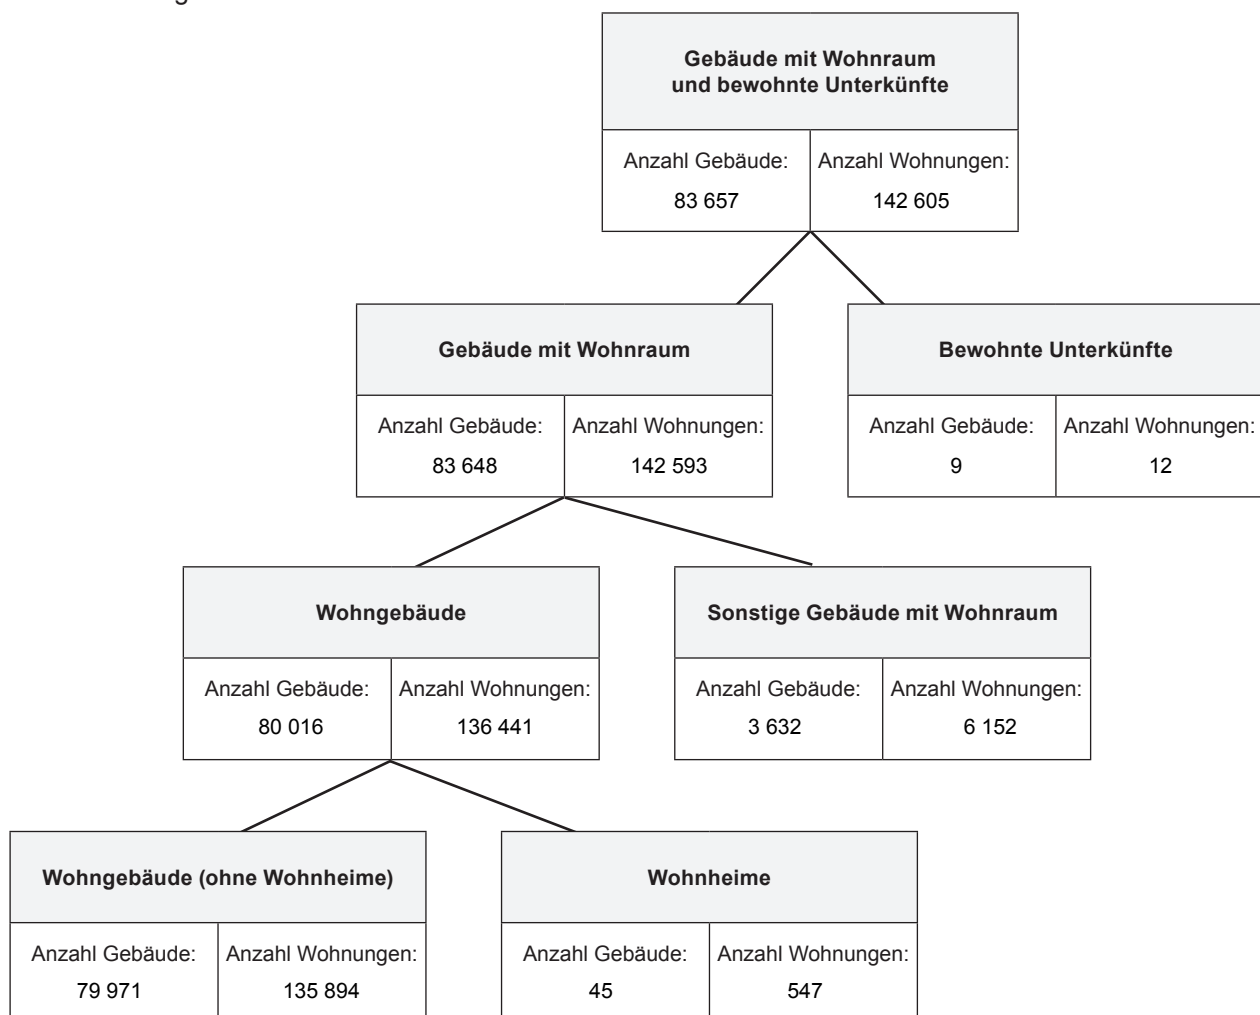 Gebäude mit Wohnraum
und bewohnte Unterkünfte
Anzahl Gebäude: Anzahl Wohnungen:
83 657 142 605
Gebäude mit Wohnraum
Anzahl Gebäude: Anzahl Wohnungen:
83 648 142 593
Bewohnte Unterkünfte
Anzahl Gebäude: Anzahl Wohnungen:
9 12
Wohngebäude
Anzahl Gebäude: Anzahl Wohnungen:
80 016 136 441
Sonstige Gebäude mit Wohnraum
Anzahl Gebäude: Anzahl Wohnungen:
3 632 6 152
Wohngebäude (ohne Wohnheime)
Anzahl Gebäude: Anzahl Wohnungen:
79 971 135 894
Wohnheime
Anzahl Gebäude: Anzahl Wohnungen:
45 547